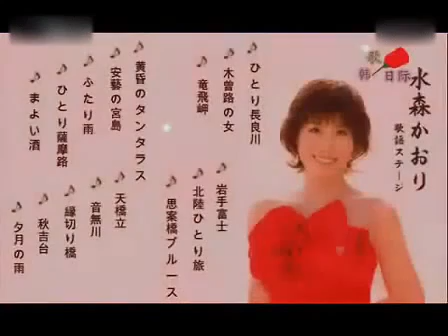 歌
韩日际
水森かおり
歌謡ステージ
ひとり長良川
木曽路の女
竜飛岬
黄昏のタンタラス
安藝の宮島
ふたり雨
ひとり薩摩路
まよい酒
岩手富士
北陸ひとり旅
思案橋ブルース
天橋立
音無川
縁切り橋
秋吉台
夕月の雨